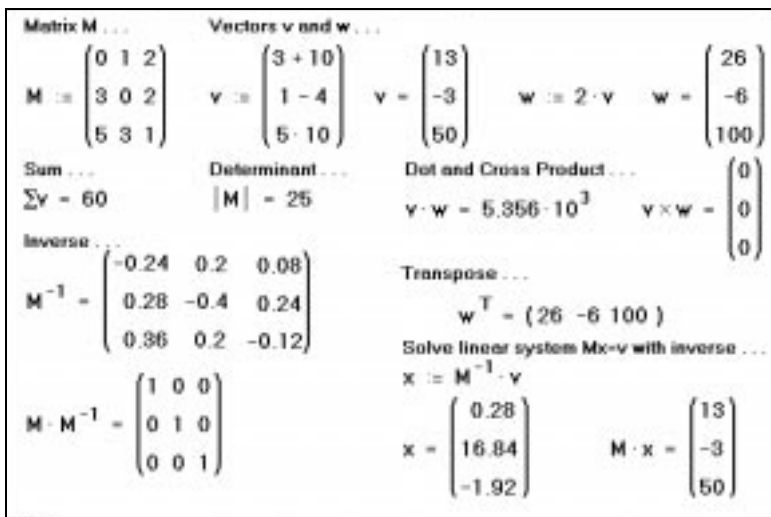 Matrix M . . .    Vectors v and w . . .
0 1 2    3 + 10    13    26
M := 3 0 2    v := 1 - 4    v = -3    w := 2 · v    w = -6
5 3 1    5 · 10    50    100
Sum . . .    Determinant . . .    Dot and Cross Product . . .
0
Σv = 60    |M| = 25    v · w = 5.356·10³    v × w = 0
0
Inverse . . .
-0.24 0.2 0.08
M⁻¹ = 0.28 -0.4 0.24
0.36 0.2 -0.12
Transpose . . .
wᵀ = ( 26 -6 100 )
Solve linear system Mx=v with inverse . . .
x := M⁻¹ · v
1 0 0
M · M⁻¹ = 0 1 0
0 0 1
0.28    13
x = 16.84    M · x = -3
-1.92    50